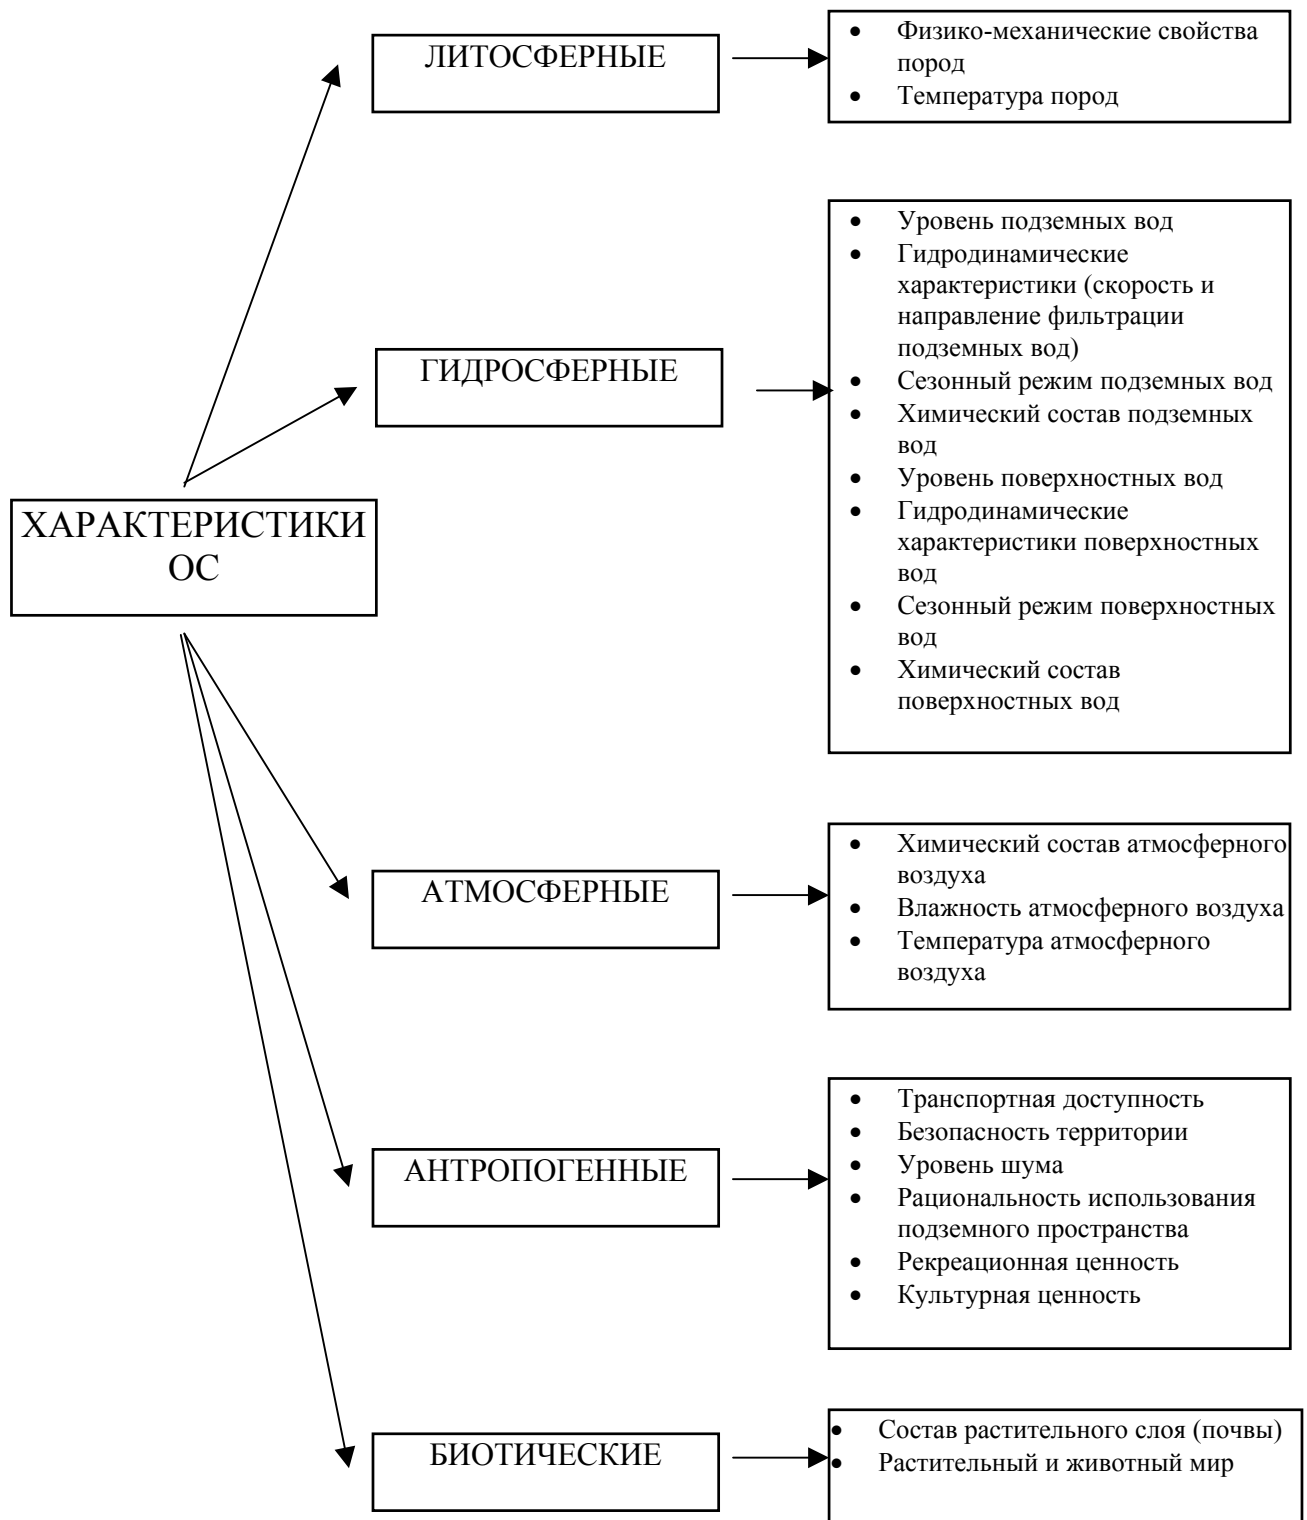 ХАРАКТЕРИСТИКИ
ОС
ЛИТОСФЕРНЫЕ
• Физико-механические свойства
пород
• Температура пород
ГИДРОСФЕРНЫЕ
• Уровень подземных вод
• Гидродинамические
характеристики (скорость и
направление фильтрации
подземных вод)
• Сезонный режим подземных вод
• Химический состав подземных
вод
• Уровень поверхностных вод
• Гидродинамические
характеристики поверхностных
вод
• Сезонный режим поверхностных
вод
• Химический состав
поверхностных вод
АТМОСФЕРНЫЕ
• Химический состав атмосферного
воздуха
• Влажность атмосферного воздуха
• Температура атмосферного
воздуха
АНТРОПОГЕННЫЕ
• Транспортная доступность
• Безопасность территории
• Уровень шума
• Рациональность использования
подземного пространства
• Рекреационная ценность
• Культурная ценность
БИОТИЧЕСКИЕ
• Состав растительного слоя (почвы)
• Растительный и животный мир